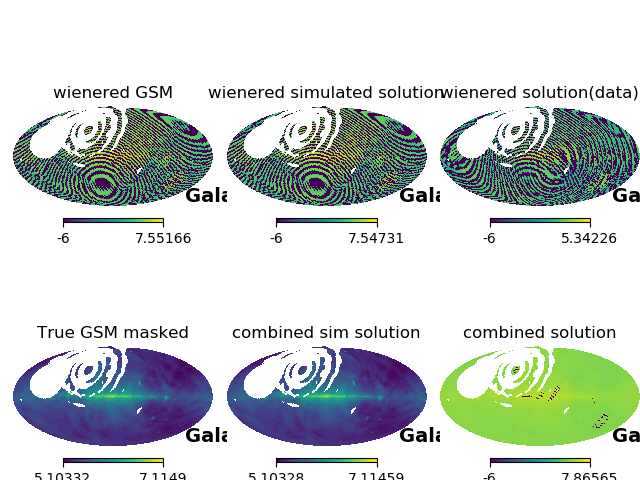 wienered GSM
wienered simulated solution
wienered solution(data)
Gala
Gala
Ga
-6 7.55166
-6 7.54731
-6 5.34226
True GSM masked
combined sim solution
combined solution
Gala
Gala
Ga
5.10332 7.1149
5.10328 7.11459
-6 7.86565